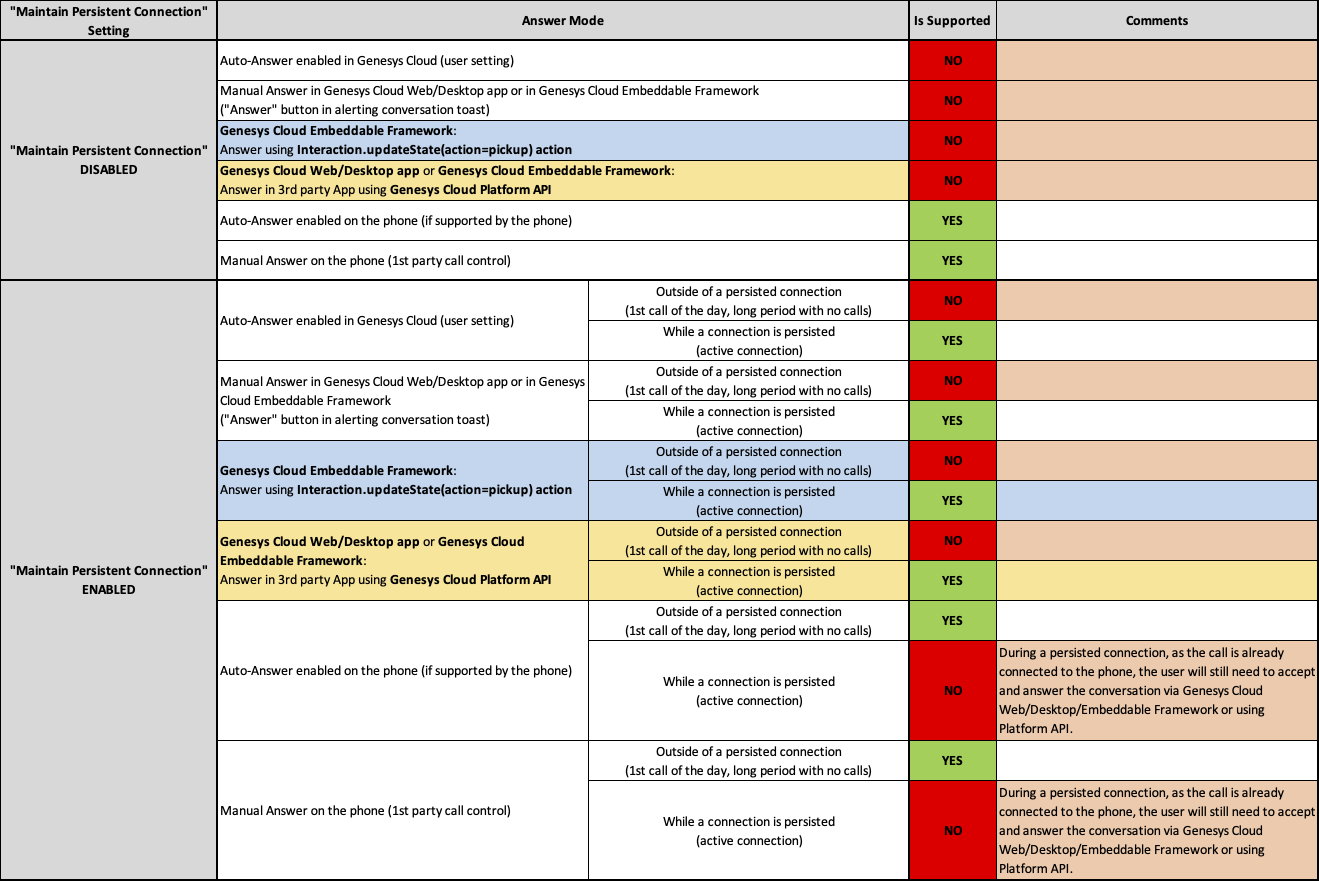 "Maintain Persistent Connection"
Setting
Answer Mode
Is Supported
Comments
"Maintain Persistent Connection"
DISABLED
Auto-Answer enabled in Genesys Cloud (user setting)
NO
Manual Answer in Genesys Cloud Web/Desktop app or in Genesys Cloud Embeddable Framework
("Answer" button in alerting conversation toast)
NO
Genesys Cloud Embeddable Framework:
Answer using Interaction.updateState(action=pickup) action
NO
Genesys Cloud Web/Desktop app or Genesys Cloud Embeddable Framework:
Answer in 3rd party App using Genesys Cloud Platform API
NO
Auto-Answer enabled on the phone (if supported by the phone)
YES
Manual Answer on the phone (1st party call control)
YES
"Maintain Persistent Connection"
ENABLED
Auto-Answer enabled in Genesys Cloud (user setting)
Outside of a persisted connection
(1st call of the day, long period with no calls)
NO
While a connection is persisted
(active connection)
YES
Manual Answer in Genesys Cloud Web/Desktop app or in Genesys
Cloud Embeddable Framework
("Answer" button in alerting conversation toast)
Outside of a persisted connection
(1st call of the day, long period with no calls)
NO
While a connection is persisted
(active connection)
YES
Genesys Cloud Embeddable Framework:
Answer using Interaction.updateState(action=pickup) action
Outside of a persisted connection
(1st call of the day, long period with no calls)
NO
While a connection is persisted
(active connection)
YES
Genesys Cloud Web/Desktop app or Genesys Cloud
Embeddable Framework:
Answer in 3rd party App using Genesys Cloud Platform API
Outside of a persisted connection
(1st call of the day, long period with no calls)
NO
While a connection is persisted
(active connection)
YES
Auto-Answer enabled on the phone (if supported by the phone)
Outside of a persisted connection
(1st call of the day, long period with no calls)
YES
While a connection is persisted
(active connection)
NO
During a persisted connection, as the call is already
connected to the phone, the user will still need to accept
and answer the conversation via Genesys Cloud
Web/Desktop/Embeddable Framework or using
Platform API.
Manual Answer on the phone (1st party call control)
Outside of a persisted connection
(1st call of the day, long period with no calls)
YES
While a connection is persisted
(active connection)
NO
During a persisted connection, as the call is already
connected to the phone, the user will still need to accept
and answer the conversation via Genesys Cloud
Web/Desktop/Embeddable Framework or using
Platform API.